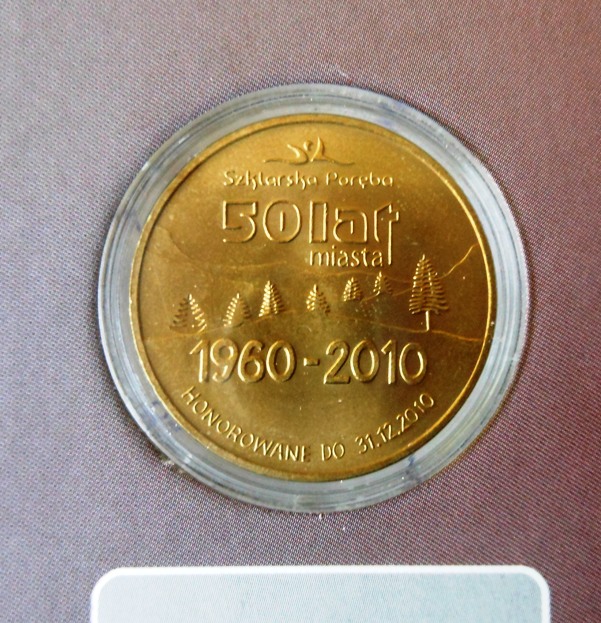 Szklarska Poręba
50 lat
miasta
1960-2010
HONOROWANE DO 31.12.2010